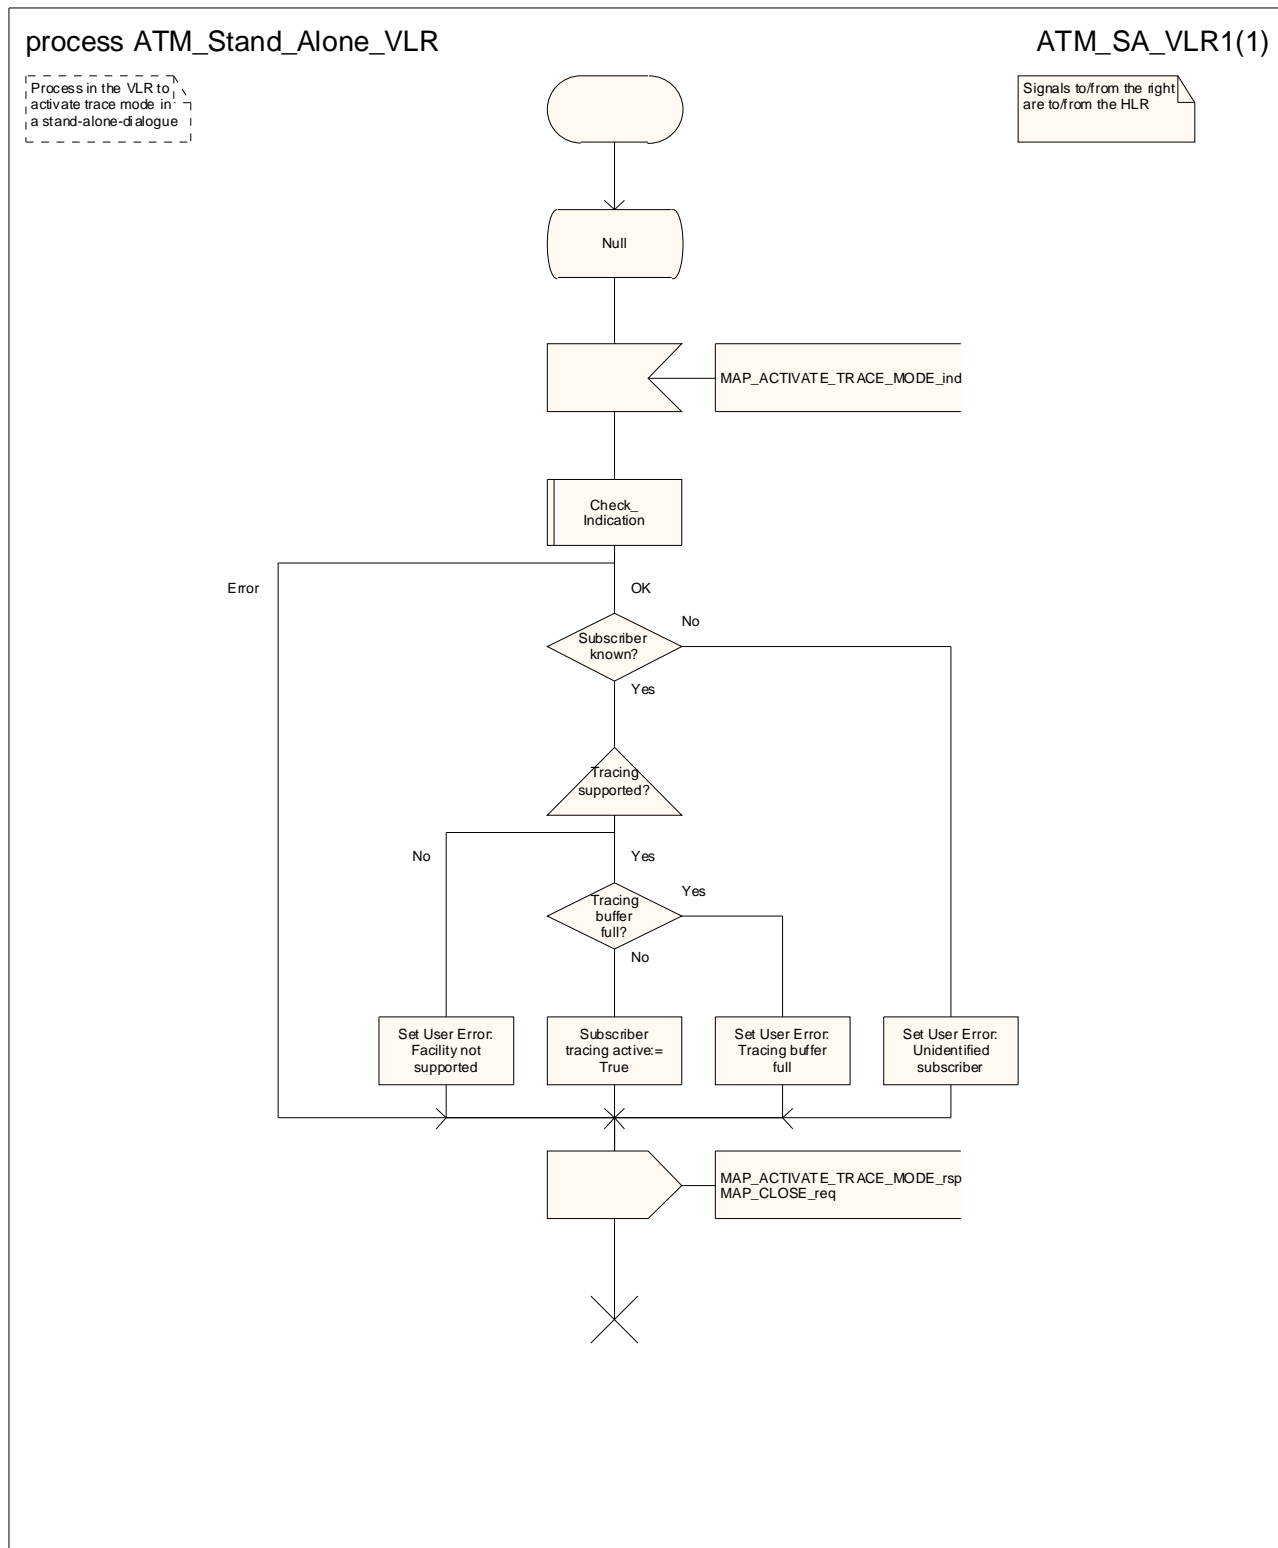 process ATM_Stand_Alone_VLR
ATM_SA_VLR1(1)
Process in the VLR to
activate trace mode in
a stand-alone-dialogue
Signals to/from the right
are to/from the HLR
Null
MAP_ACTIVATE_TRACE_MODE_ind
Check_
Indication
Error
OK
No
Subscriber
known?
Yes
Tracing
supported?
No
Yes
Yes
Tracing
buffer
full?
No
Set User Error:
Facility not
supported
Subscriber
tracing active:=
True
Set User Error:
Tracing buffer
full
Set User Error:
Unidentified
subscriber
MAP_ACTIVATE_TRACE_MODE_rsp
MAP_CLOSE_req